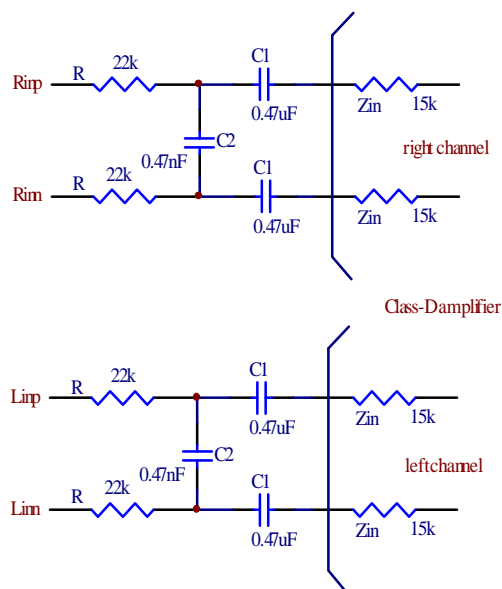 22k
C1
Rinp
R
Zin
15k
0.47uF
C2
0.47nF
right channel
22k
C1
Rinn
R
Zin
15k
0.47uF
Class-Damplifier
22k
C1
Linp
R
Zin
15k
0.47uF
C2
0.47nF
leftchannel
22k
C1
Linn
R
Zin
15k
0.47uF